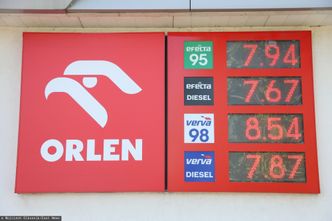 ORLEN
efecta
95
7.94
efecta
DIESEL
7.67
verva
98
8.54
verva
DIESEL
7.87